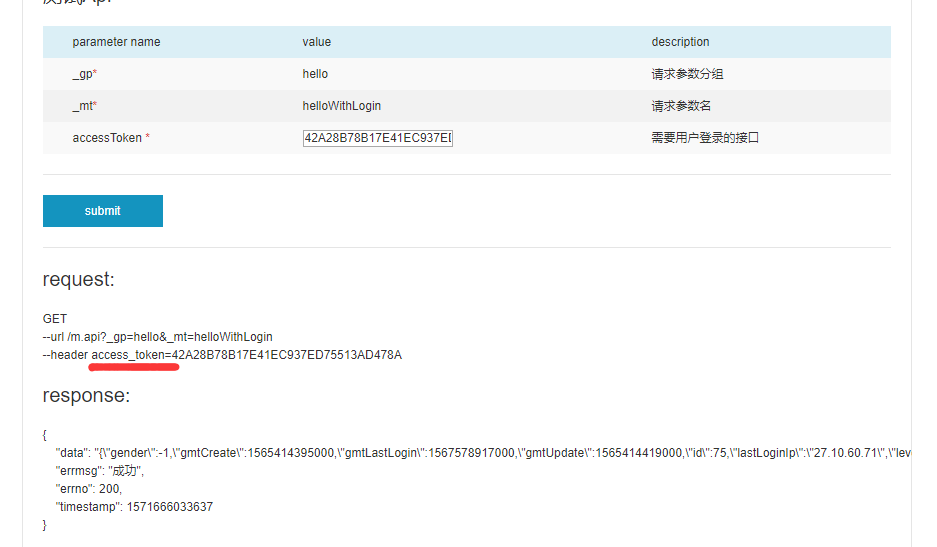 parameter name value description
_gp* hello 请求参数分组
_mt* helloWithLogin 请求参数名
accessToken * 42A28B78B17E41EC937E 需要用户登录的接口
submit
request:
GET
--url /m.api?_gp=hello&_mt=helloWithLogin
--header access_token=42A28B78B17E41EC937ED75513AD478A
response:
{
"data": "{\"gender\":-1,\"gmtCreate\":1565414395000,\"gmtLastLogin\":1567578917000,\"gmtUpdate\":1565414419000,\"id\":75,\"lastLoginIp\":\"27.10.60.71\",\"lev
"errmsg": "成功",
"errno": 200,
"timestamp": 1571666033637
}